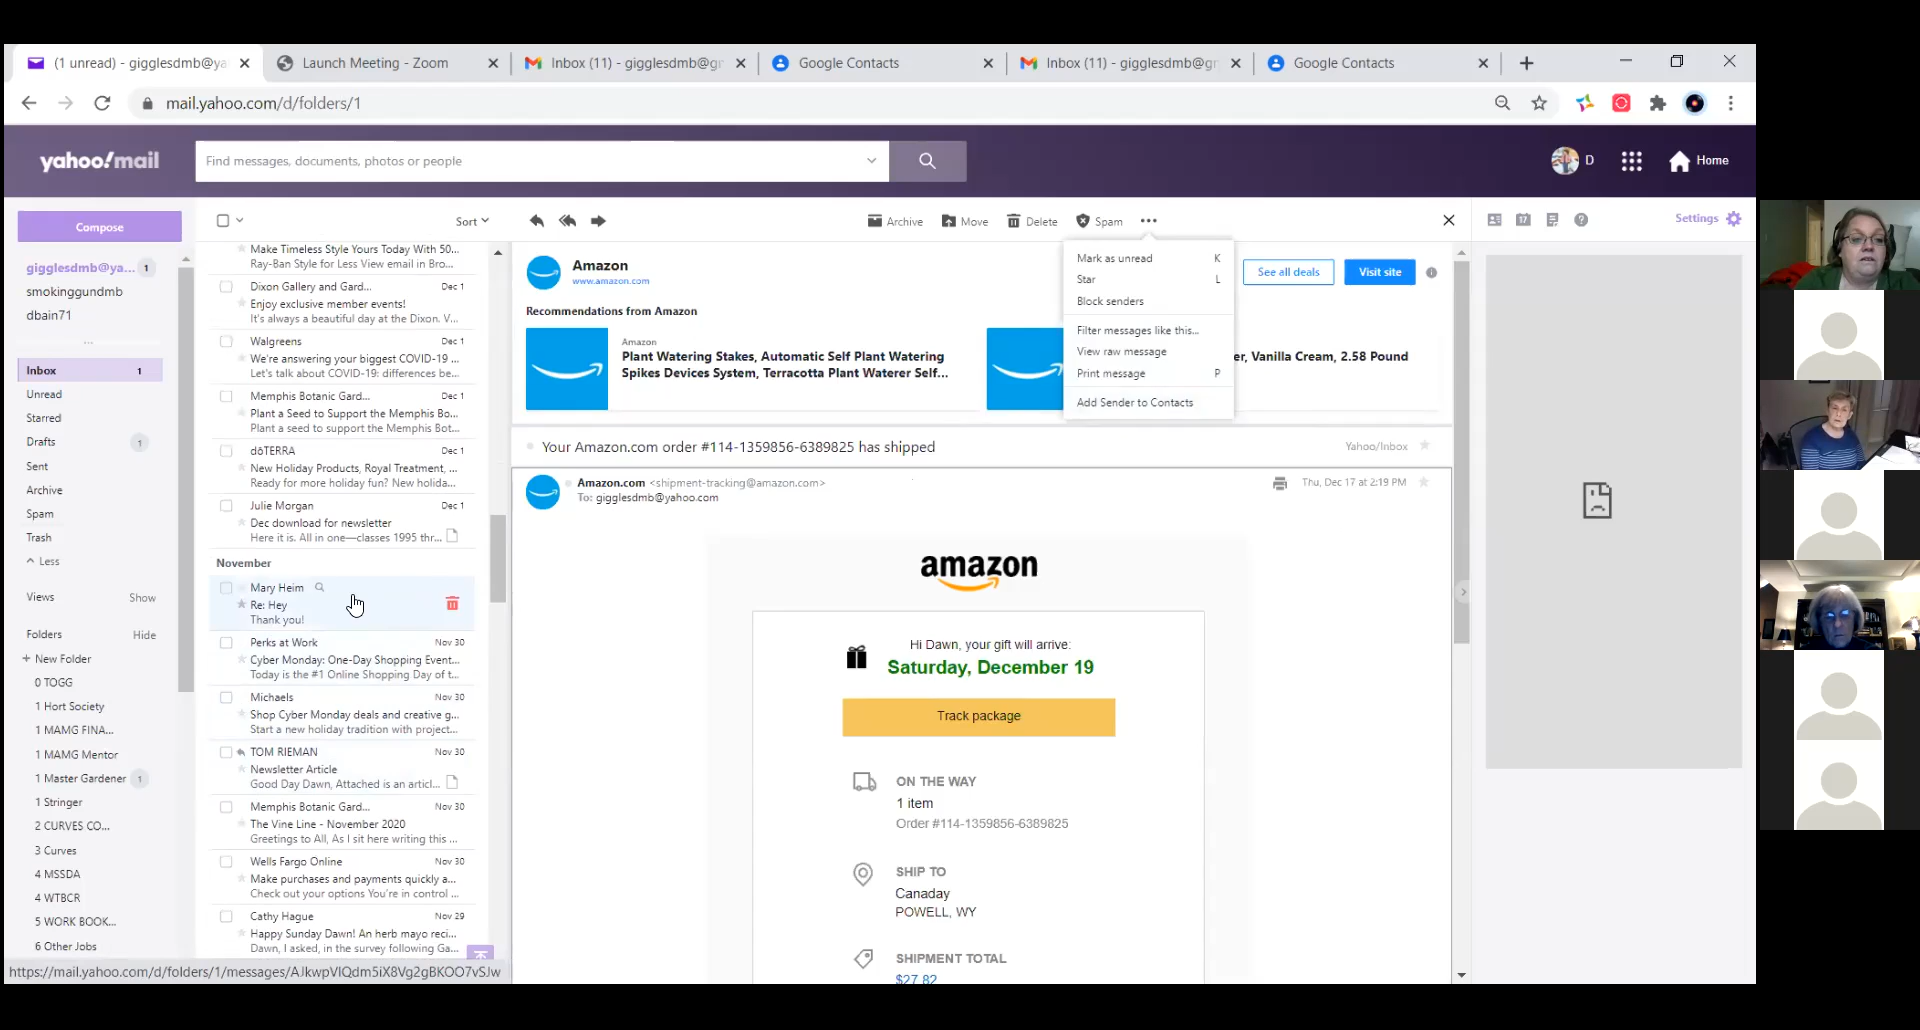 (1 unread) - gigglesdmb@ya
Launch Meeting - Zoom
Inbox (11) - gigglesdmb@gr
Google Contacts
Inbox (11) - gigglesdmb@gr
Google Contacts
mail.yahoo.com/d/folders/1
yahoo!mail
Find messages, documents, photos or people
D
Home
Compose
gigglesdmb@ya... 1
smokinggundmb
dbain71
...
Inbox 1
Unread
Starred
Drafts 1
Sent
Archive
Spam
Trash
Less
Views Show
Folders Hide
+ New Folder
0 TOGG
1 Hort Society
1 MAMG FINA...
1 MAMG Mentor
1 Master Gardener 1
1 Stringer
2 CURVES CO...
3 Curves
4 MSSDA
4 WTBCR
5 WORK BOOK...
6 Other Jobs
Sort
Make Timeless Style Yours Today With 50...
Ray-Ban Style for Less View email in Bro...
Dixon Gallery and Gard... Dec 1
Enjoy exclusive member events!
It's always a beautiful day at the Dixon. V...
Walgreens Dec 1
We're answering your biggest COVID-19 ...
Let's talk about COVID-19: differences be...
Memphis Botanic Gard... Dec 1
Plant a Seed to Support the Memphis Bo...
Plant a seed to support the Memphis Bot...
dōTERRA Dec 1
New Holiday Products, Royal Treatment, ...
Ready for more holiday fun? New holida...
Julie Morgan Dec 1
Dec download for newsletter
Here it is. All in one—classes 1995 thr...
November
Mary Heim
Re: Hey
Thank you!
Perks at Work Nov 30
Cyber Monday: One-Day Shopping Event...
Today is the #1 Online Shopping Day of t...
Michaels Nov 30
Shop Cyber Monday deals and creative g...
Start a new holiday tradition with project...
TOM RIEMAN Nov 30
Newsletter Article
Good Day Dawn, Attached is an articl...
Memphis Botanic Gard... Nov 30
The Vine Line - November 2020
Greetings to All, As I sit here writing this ...
Wells Fargo Online Nov 30
Make purchases and payments quickly a...
Check out your options You're in control ...
Cathy Hague Nov 29
Happy Sunday Dawn! An herb mayo reci...
Dawn, I asked, in the survey following Ga...
https://mail.yahoo.com/d/folders/1/messages/AJkwpVIQdm5iX8Vg2gBKOO7vSJw
Archive Move Delete Spam
Mark as unread K
Star L
Block senders
Filter messages like this...
View raw message
Print message P
Add Sender to Contacts
Amazon
www.amazon.com
See all deals
Visit site
Recommendations from Amazon
Amazon
Plant Watering Stakes, Automatic Self Plant Watering
Spikes Devices System, Terracotta Plant Waterer Self...
er, Vanilla Cream, 2.58 Pound
Your Amazon.com order #114-1359856-6389825 has shipped
Yahoo/Inbox
Amazon.com <shipment-tracking@amazon.com>
To: gigglesdmb@yahoo.com
Thu, Dec 17 at 2:19 PM
amazon
Hi Dawn, your gift will arrive:
Saturday, December 19
Track package
ON THE WAY
1 item
Order #114-1359856-6389825
SHIP TO
Canaday
POWELL, WY
SHIPMENT TOTAL
$27.82
17
Settings